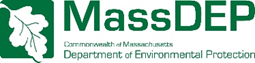 MassDEP
Commonwealth of Massachusetts
Department of Environmental Protection